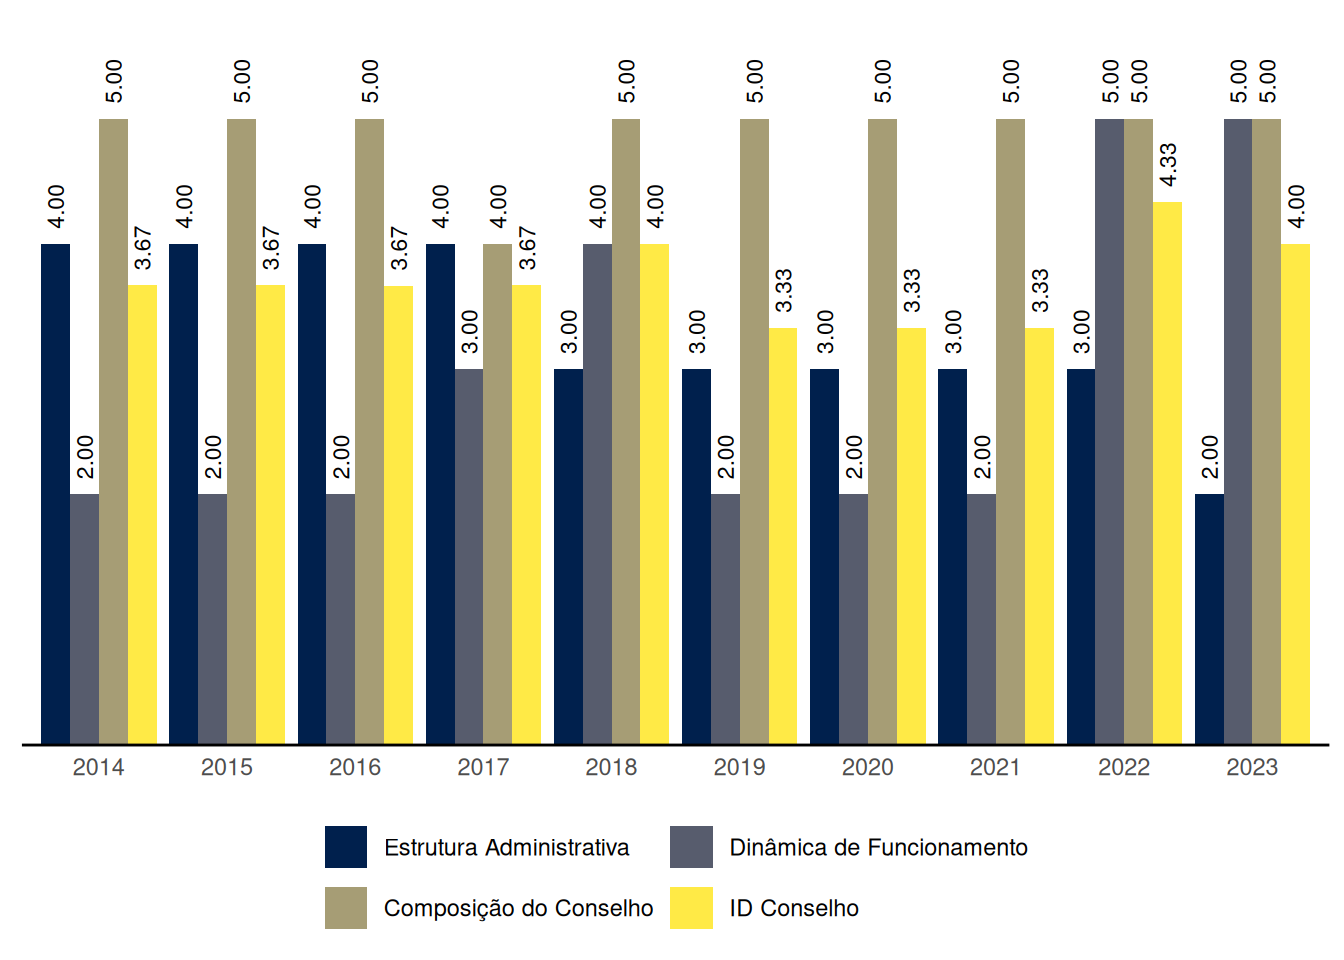 4.00 2.00 5.00 3.67 4.00 2.00 5.00 3.67 4.00 2.00 5.00 3.67 4.00 3.00 4.00 3.67 3.00 4.00 5.00 4.00 3.00 2.00 5.00 3.33 3.00 2.00 5.00 3.33 3.00 2.00 5.00 3.33 3.00 5.00 5.00 4.33 2.00 5.00 5.00 4.00
2014 2015 2016 2017 2018 2019 2020 2021 2022 2023
Estrutura Administrativa Dinâmica de Funcionamento
Composição do Conselho ID Conselho